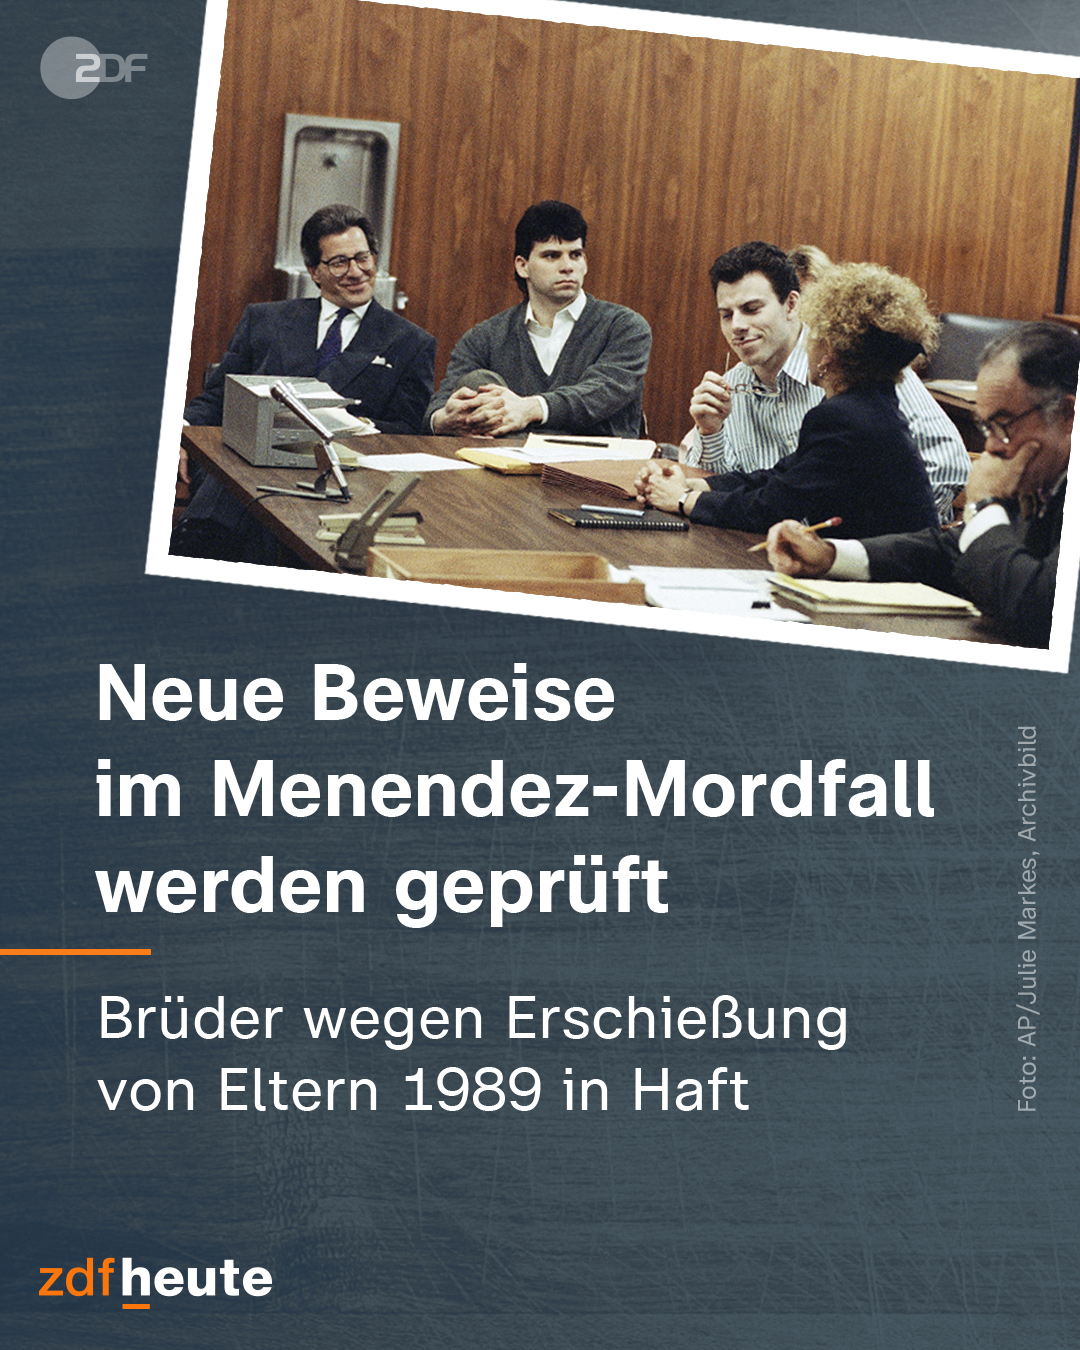 ZDF
Neue Beweise
im Menendez-Mordfall
werden geprüft
Brüder wegen Erschießung
von Eltern 1989 in Haft
Foto: AP/Julie Markes, Archivbild
zdfheute